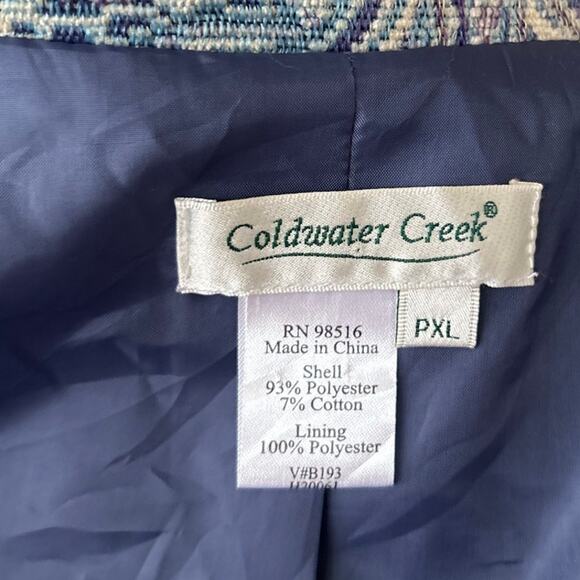 Coldwater Creek®
PXL
RN 98516
Made in China
Shell
93% Polyester
7% Cotton
Lining
100% Polyester
V#B193